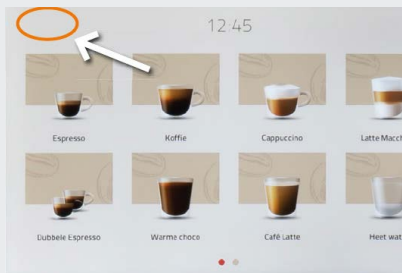 12:45
Espresso
Koffie
Cappuccino
Latte Macch
Dubbele Espresso
Warme choco
Café Latte
Heet wat